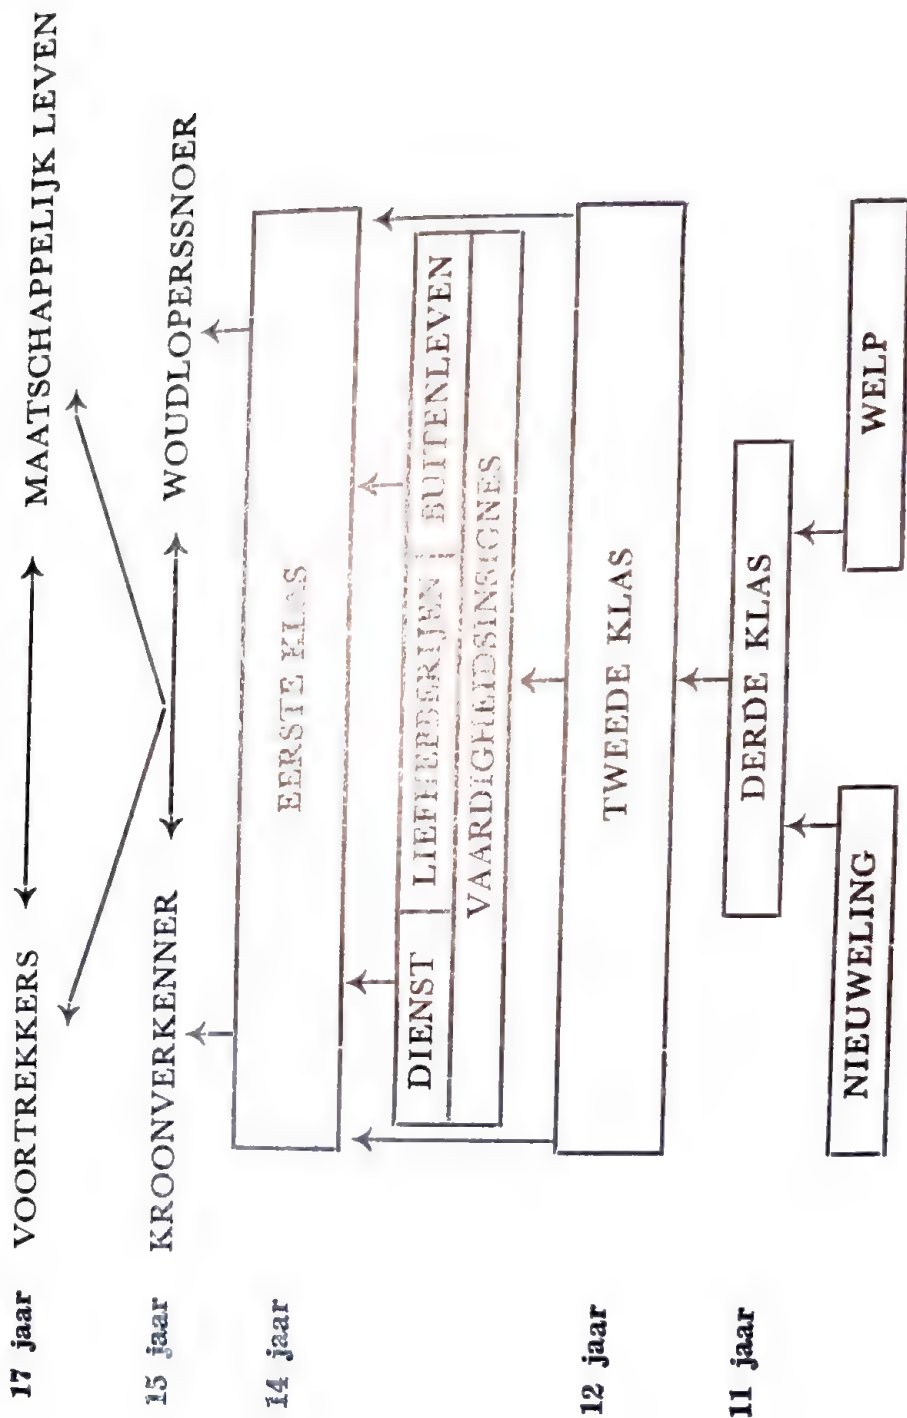 17 jaar VOORTREKKERS MAATSCHAPPELIJK LEVEN
15 jaar KROONVERKENNER WOUDLOPERSSNOER
14 jaar EERSTE KLAS
DIENST LIEFHEBBERIJEN BUITENLEVEN
VAARDIGHEIDSINSIGNES
12 jaar TWEEDE KLAS
11 jaar DERDE KLAS
NIEUWELING WELP